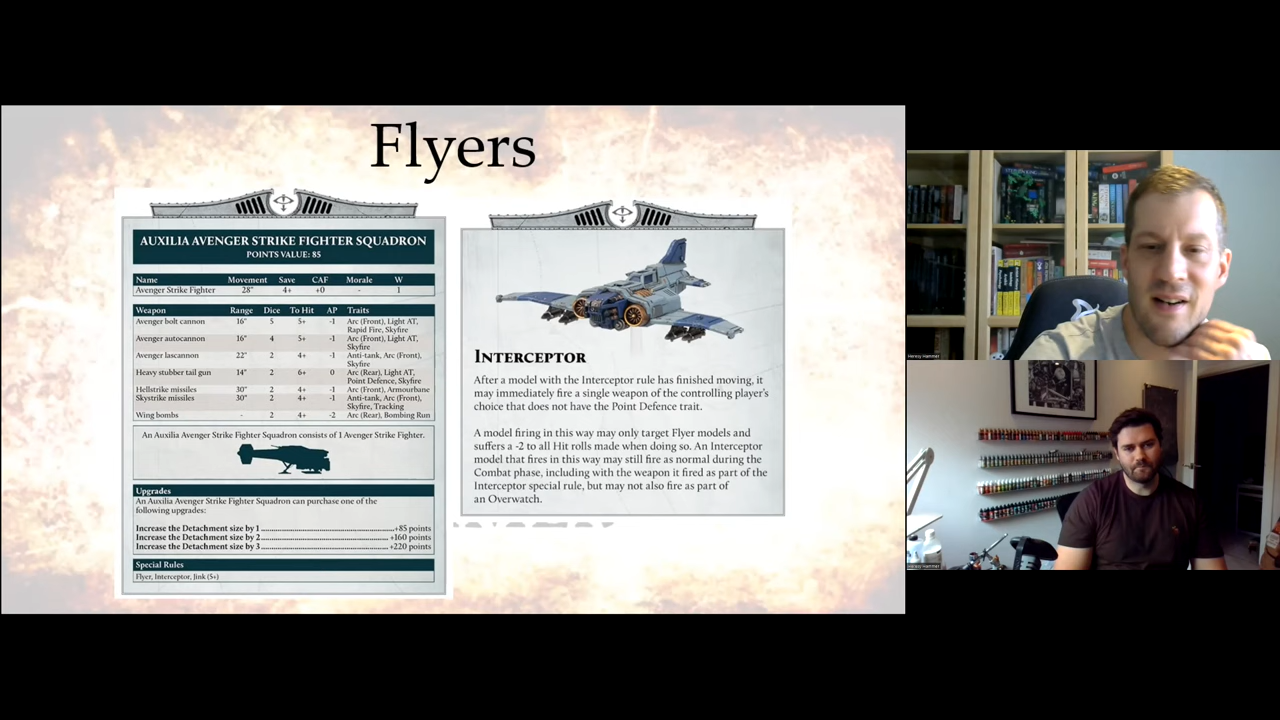 Flyers
AUXILIA AVENGER STRIKE FIGHTER SQUADRON
POINTS VALUE: 85
Name Movement Save CAF Morale W
Avenger Strike Fighter 28" 4+ +0 - 1
Weapon Range Dice To Hit AP Traits
Avenger bolt cannon 16" 5 5+ -1 Arc (Front), Light AT,
Rapid Fire, Skyfire
Avenger autocannon 16" 4 5+ -1 Arc (Front), Light AT,
Skyfire
Avenger lascannon 22" 2 4+ -1 Anti-tank, Arc (Front),
Skyfire
Heavy stubber tail gun 14" 2 6+ 0 Arc (Rear), Light AT,
Point Defence, Skyfire
Hellstrike missiles 30" 2 4+ -1 Arc (Front), Armourbane
Skystrike missiles 30" 2 4+ -1 Anti-tank, Arc (Front),
Skyfire, Tracking
Wing bombs - 2 4+ -2 Arc (Rear), Bombing Run
An Auxilia Avenger Strike Fighter Squadron consists of 1 Avenger Strike Fighter.
Upgrades
An Auxilia Avenger Strike Fighter Squadron can purchase one of the
following upgrades:
Increase the Detachment size by 1 +85 points
Increase the Detachment size by 2 +160 points
Increase the Detachment size by 3 +220 points
Special Rules
Flyer, Interceptor, Jink (5+)
INTERCEPTOR
After a model with the Interceptor rule has finished moving, it
may immediately fire a single weapon of the controlling player's
choice that does not have the Point Defence trait.
A model firing in this way may only target Flyer models and
suffers a -2 to all Hit rolls made when doing so. An Interceptor
model that fires in this way may still fire as normal during the
Combat phase, including with the weapon it fired as part of the
Interceptor special rule, but may not also fire as part of
an Overwatch.